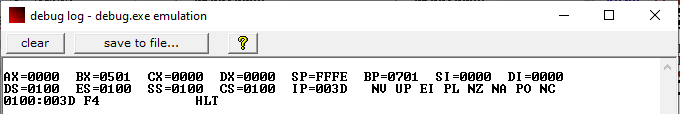 debug log - debug.exe emulation
clear save to file... ?
AX=0000 BX=0501 CX=0000 DX=0000 SP=FFFE BP=0701 SI=0000 DI=0000
DS=0100 ES=0100 SS=0100 CS=0100 IP=003D NV UP EI PL NZ NA PO NC
0100:003D F4 HLT